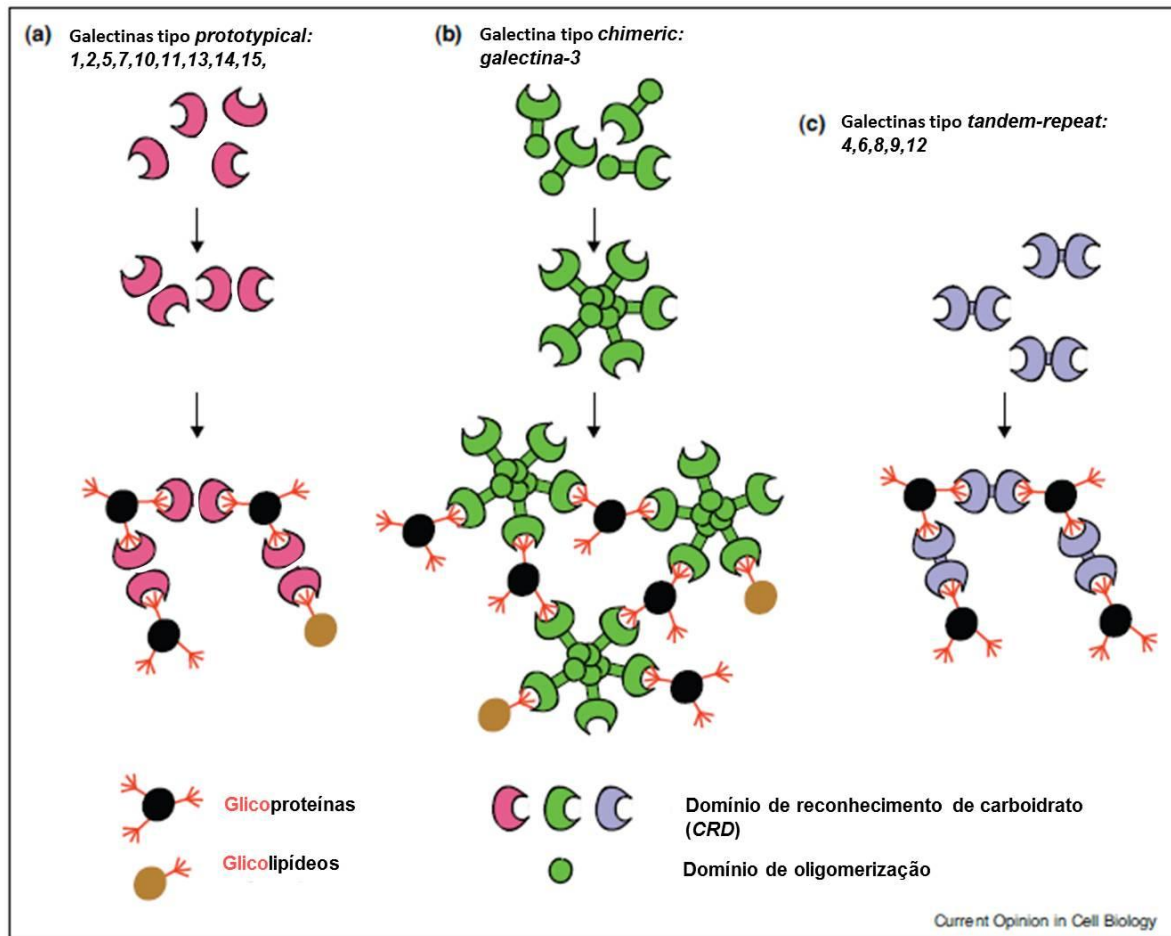 (a) Galectinas tipo prototypical:
1,2,5,7,10,11,13,14,15,
(b) Galectina tipo chimeric:
galectina-3
(c) Galectinas tipo tandem-repeat:
4,6,8,9,12
Glicoproteínas
Glicolipídeos
Domínio de reconhecimento de carboidrato
(CRD)
Domínio de oligomerização
Current Opinion in Cell Biology